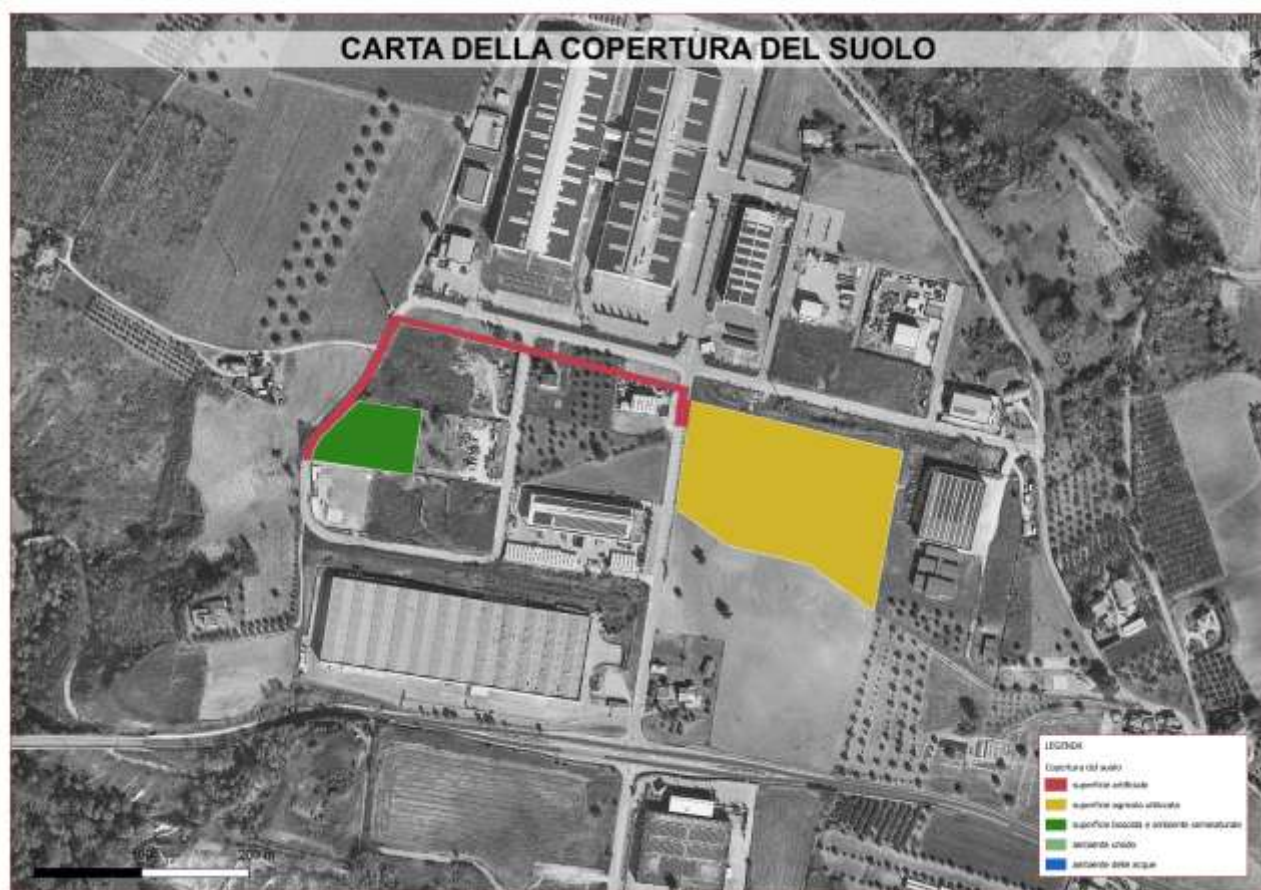 CARTA DELLA COPERTURA DEL SUOLO
LEGENDA
Copertura del suolo
superficie artificiale
superficie agricola utilizzata
superficie boscata e ambiente seminaturale
ambiente umido
ambiente delle acque
200 m